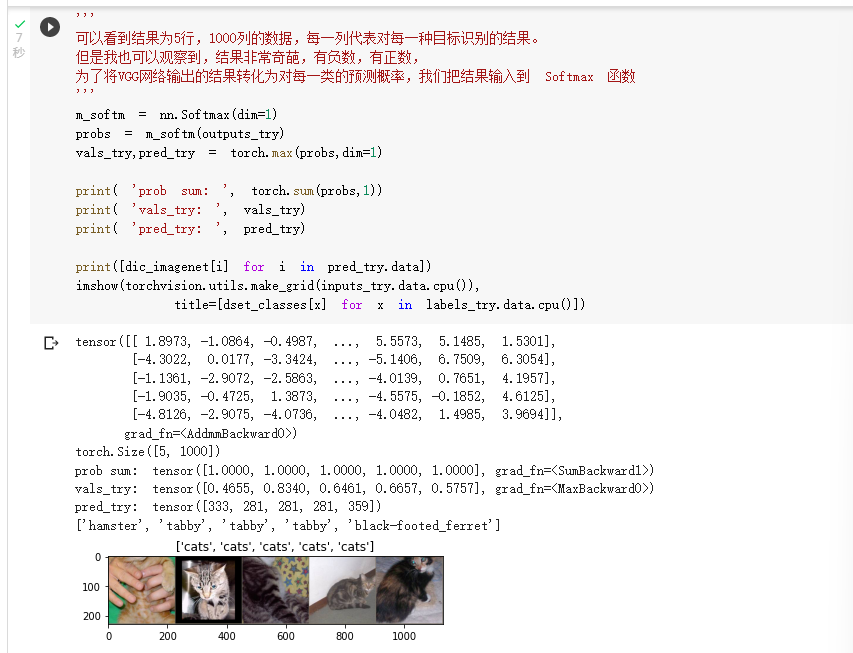 '''
可以看到结果为5行，1000列的数据，每一列代表对每一种目标识别的结果。
但是我也可以观察到，结果非常奇葩，有负数，有正数，
为了将VGG网络输出的结果转化为对每一类的预测概率，我们把结果输入到 Softmax 函数
'''
7
秒
m_softm = nn.Softmax(dim=1)
probs = m_softm(outputs_try)
vals_try,pred_try = torch.max(probs,dim=1)
print( 'prob sum: ', torch.sum(probs,1))
print( 'vals_try: ', vals_try)
print( 'pred_try: ', pred_try)
print([dic_imagenet[i] for i in pred_try.data])
imshow(torchvision.utils.make_grid(inputs_try.data.cpu()),
title=[dset_classes[x] for x in labels_try.data.cpu()])
tensor([[ 1.8973, -1.0864, -0.4987, ..., 5.5573, 5.1485, 1.5301],
[-4.3022, 0.0177, -3.3424, ..., -5.1406, 6.7509, 6.3054],
[-1.1361, -2.9072, -2.5863, ..., -4.0139, 0.7651, 4.1957],
[-1.9035, -0.4725, 1.3873, ..., -4.5575, -0.1852, 4.6125],
[-4.8126, -2.9075, -4.0736, ..., -4.0482, 1.4985, 3.9694]],
grad_fn=<AddmmBackward0>)
torch.Size([5, 1000])
prob sum: tensor([1.0000, 1.0000, 1.0000, 1.0000, 1.0000], grad_fn=<SumBackward1>)
vals_try: tensor([0.4655, 0.8340, 0.6461, 0.6657, 0.5757], grad_fn=<MaxBackward0>)
pred_try: tensor([333, 281, 281, 281, 359])
['hamster', 'tabby', 'tabby', 'tabby', 'black-footed_ferret']
['cats', 'cats', 'cats', 'cats', 'cats']
0
100
200
0 200 400 600 800 1000